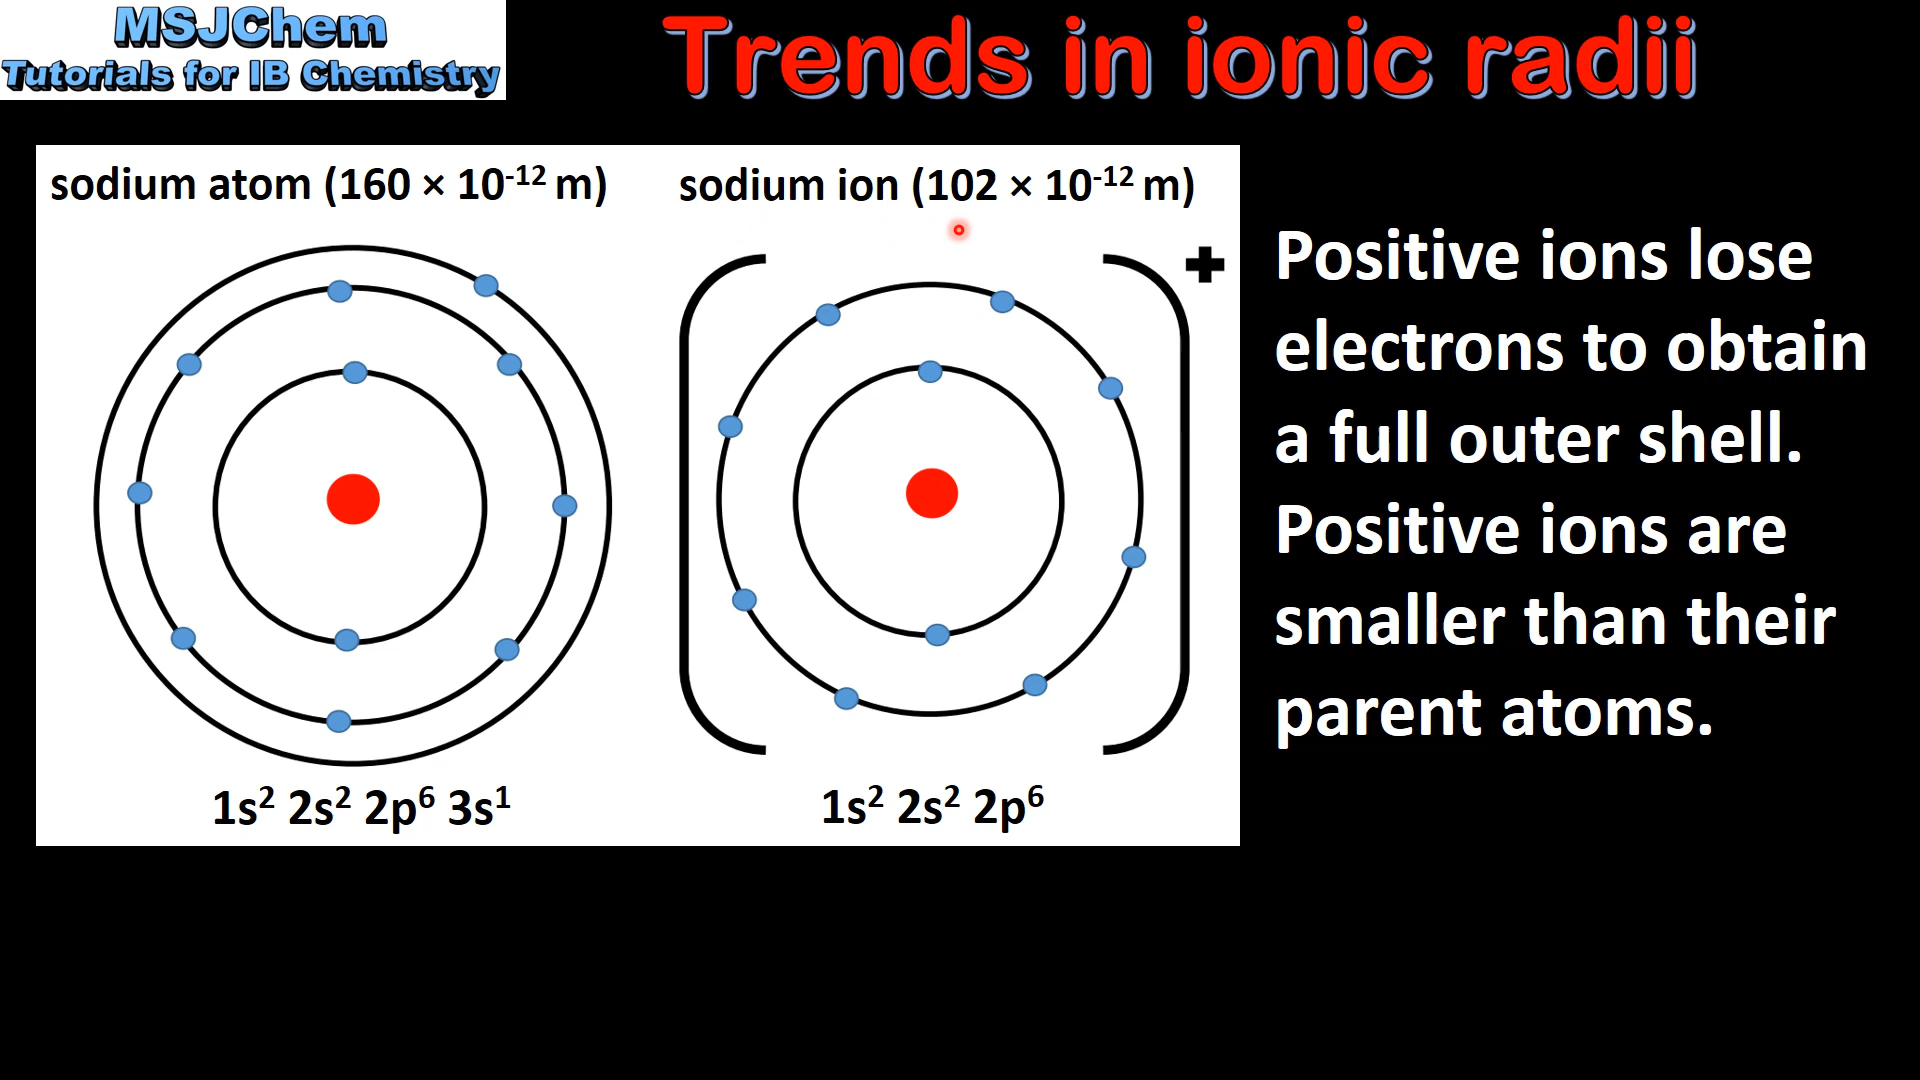 MSJChem
Tutorials for IB Chemistry
Trends in ionic radii
sodium atom (160 × 10⁻¹² m)
sodium ion (102 × 10⁻¹² m)
+
1s² 2s² 2p⁶ 3s¹
1s² 2s² 2p⁶
Positive ions lose
electrons to obtain
a full outer shell.
Positive ions are
smaller than their
parent atoms.